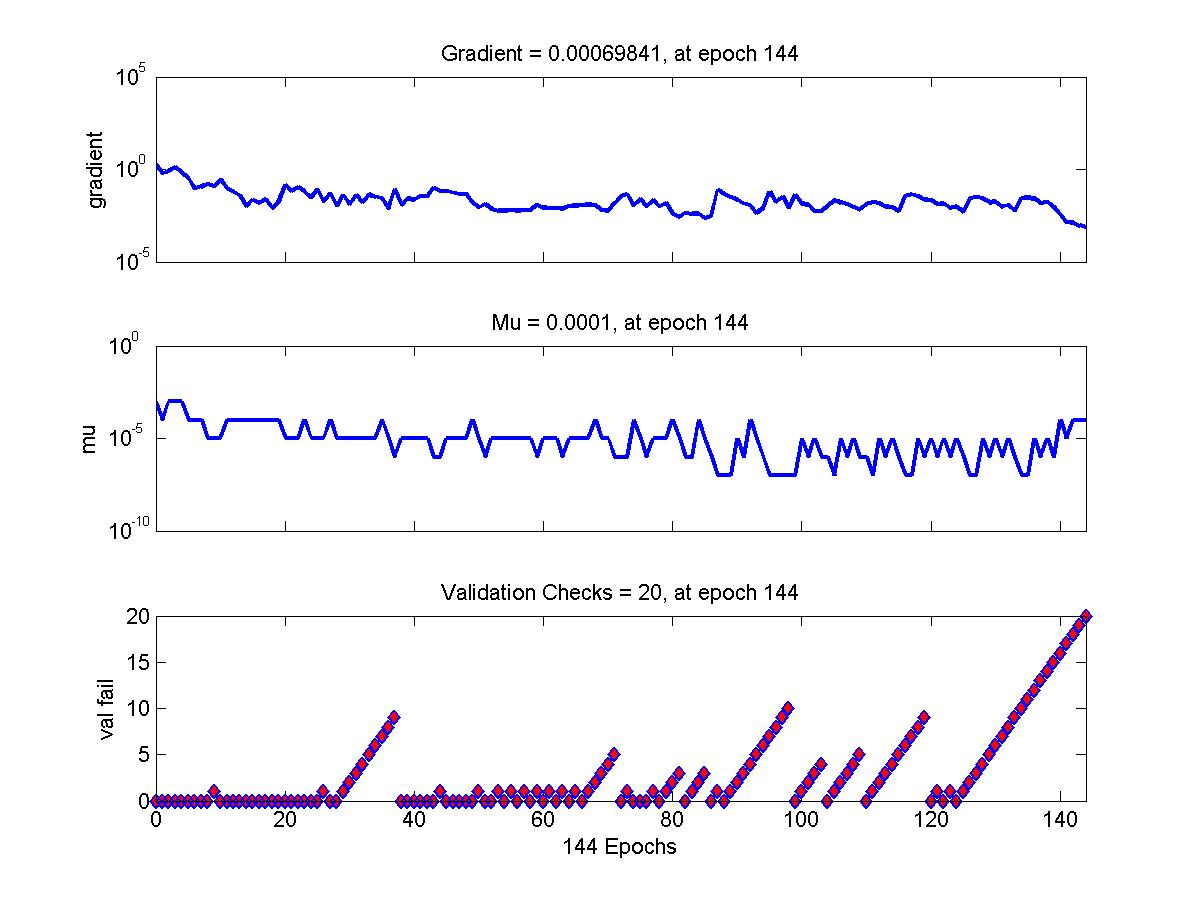 Gradient = 0.00069841, at epoch 144
10^5
10^0
10^-5
gradient
Mu = 0.0001, at epoch 144
10^0
10^-5
10^-10
mu
Validation Checks = 20, at epoch 144
20
15
10
5
0
val fail
0 20 40 60 80 100 120 140
144 Epochs